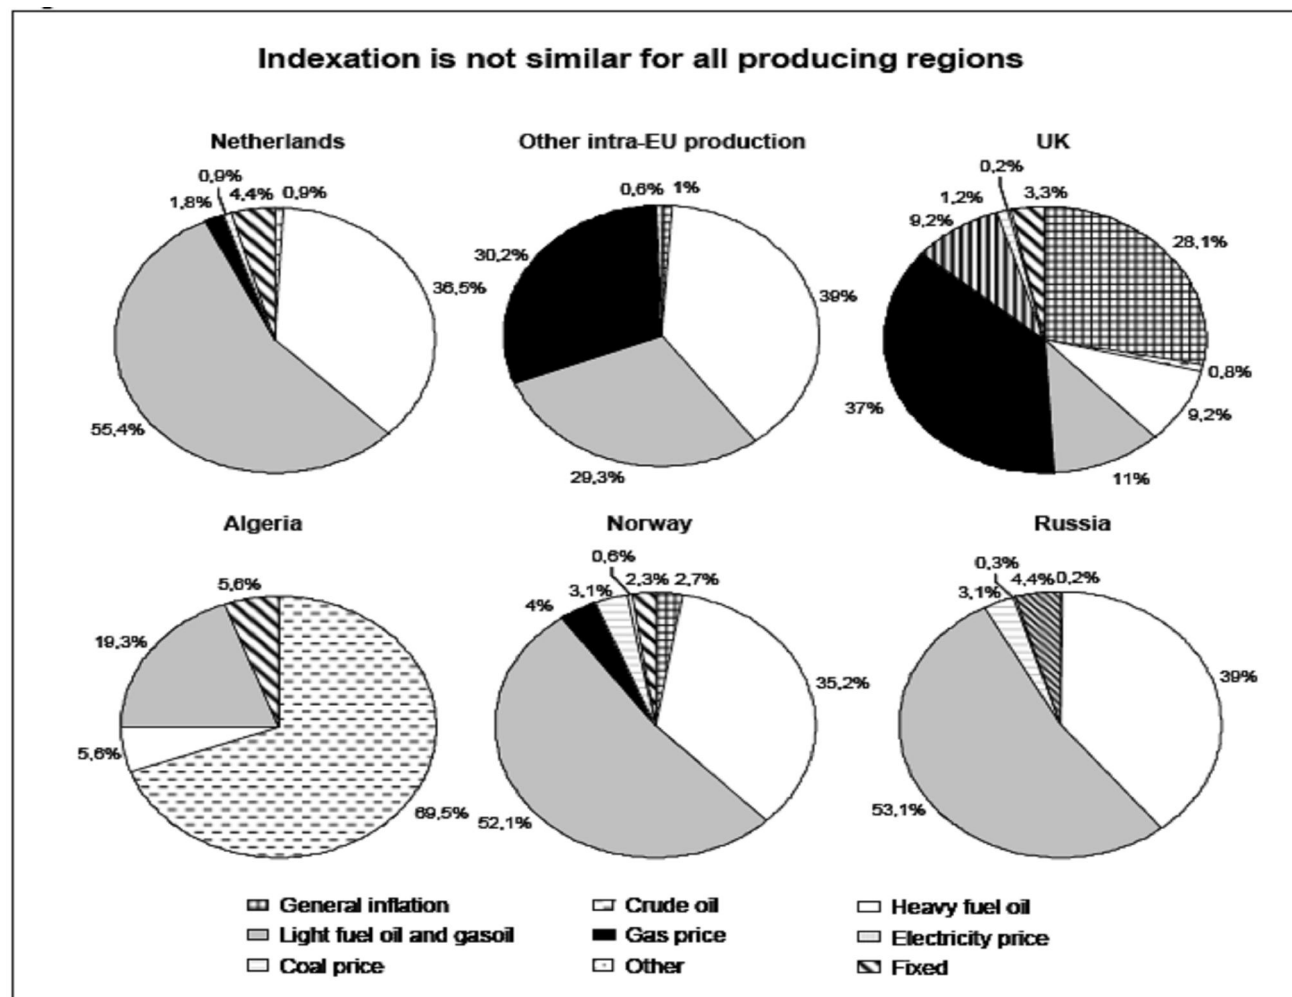 Indexation is not similar for all producing regions
Netherlands
0,9%
1,8%
4,4%
0,9%
36,5%
55,4%
Other intra-EU production
0,6%
1%
30,2%
39%
29,3%
UK
0,2%
1,2%
3,3%
9,2%
28,1%
0,8%
37%
9,2%
11%
Algeria
5,6%
19,3%
5,6%
69,5%
Norway
0,6%
3,1%
2,3%
2,7%
4%
35,2%
52,1%
Russia
0,3%
3,1%
4,4%
0,2%
39%
53,1%
General inflation
Crude oil
Heavy fuel oil
Light fuel oil and gasoil
Gas price
Electricity price
Coal price
Other
Fixed